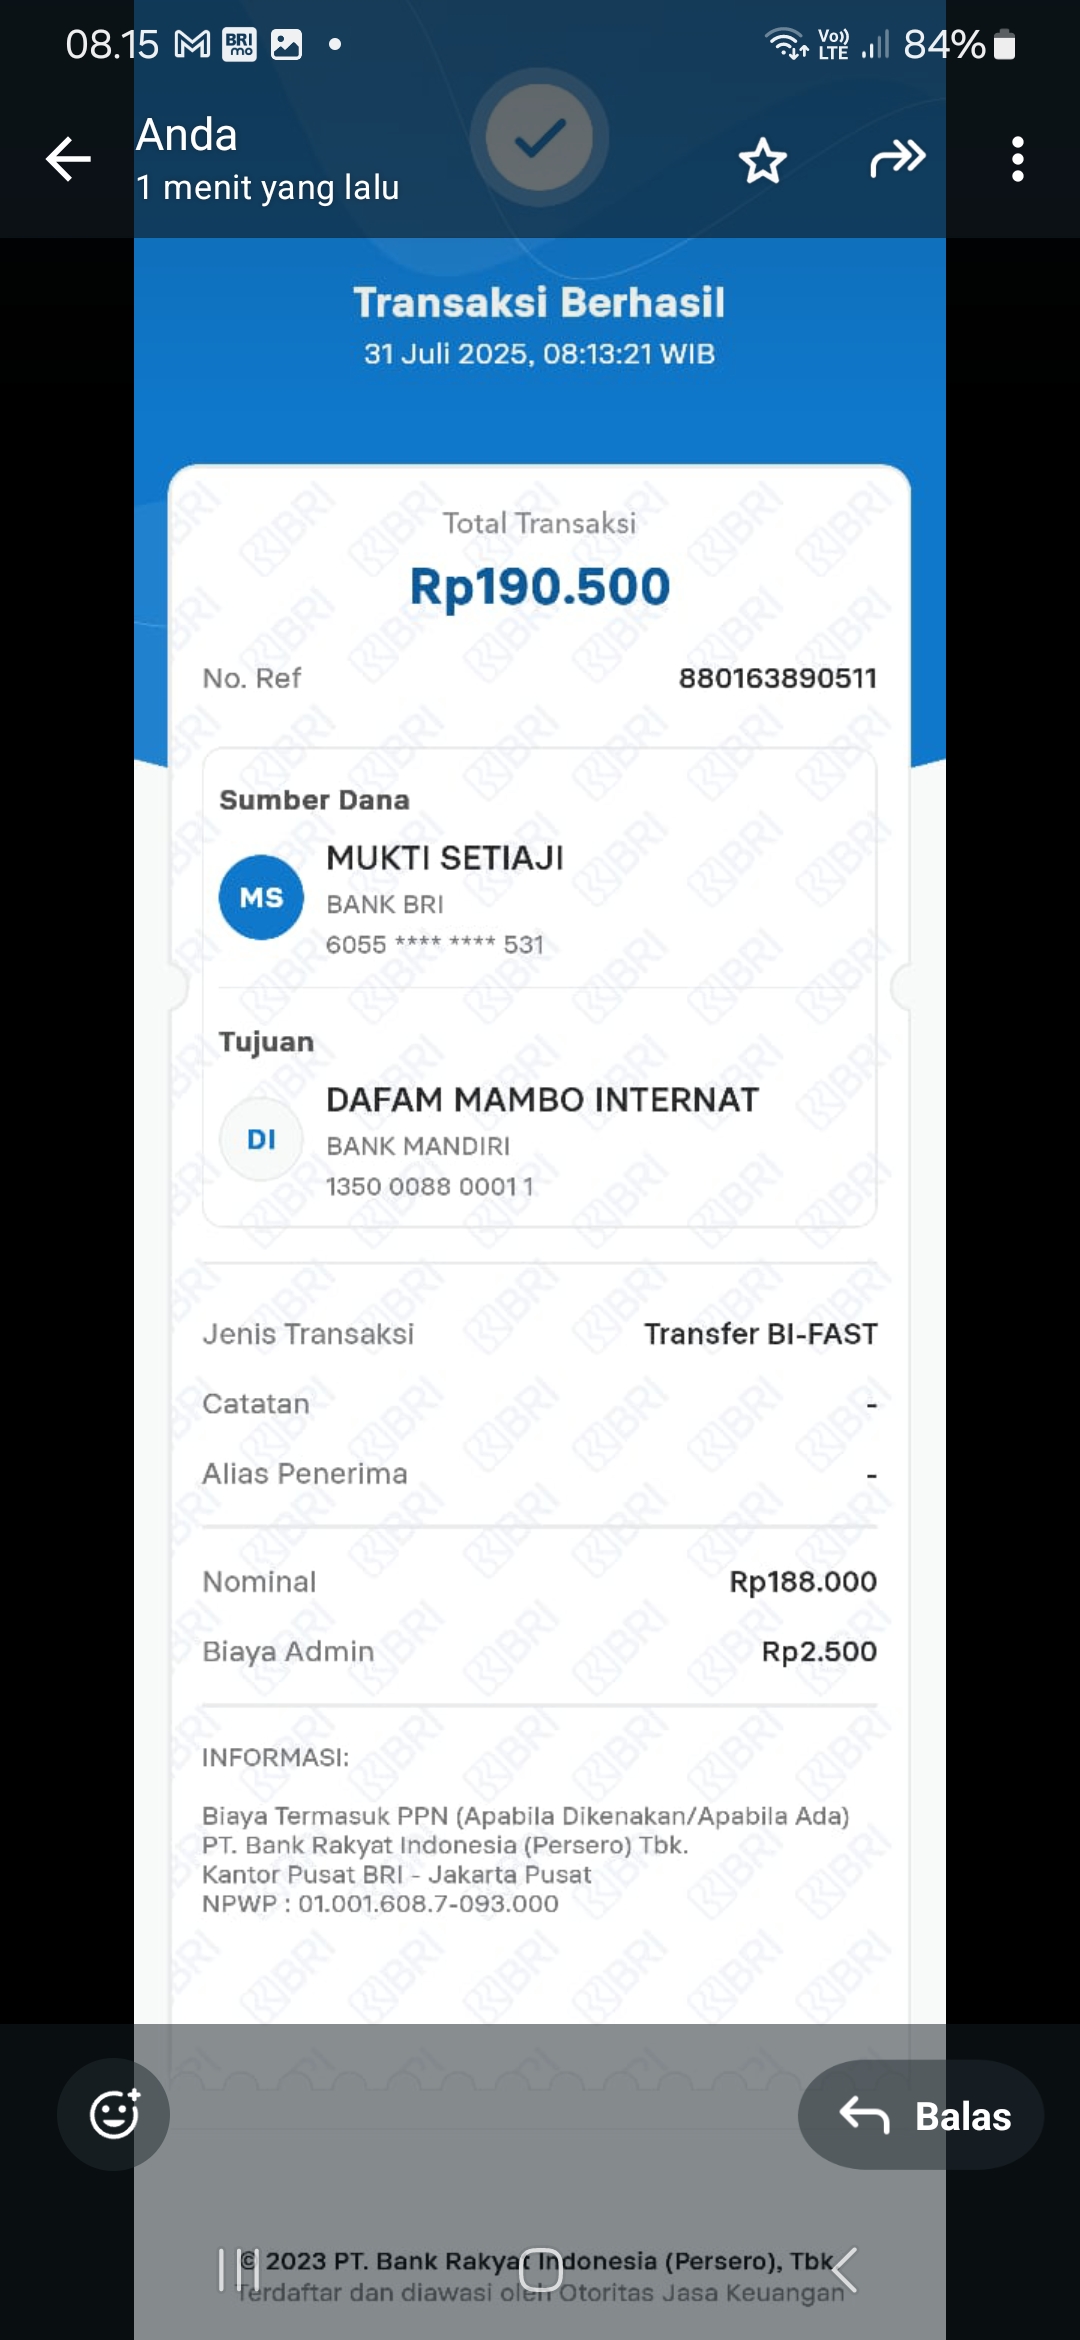 08.15 BRI mo Vo)) LTE 84%
Anda
1 menit yang lalu
Transaksi Berhasil
31 Juli 2025, 08:13:21 WIB
Total Transaksi
Rp190.500
No. Ref 880163890511
Sumber Dana
MS
MUKTI SETIAJI
BANK BRI
6055 **** **** 531
Tujuan
DI
DAFAM MAMBO INTERNAT
BANK MANDIRI
1350 0088 0001 1
Jenis Transaksi Transfer BI-FAST
Catatan -
Alias Penerima -
Nominal Rp188.000
Biaya Admin Rp2.500
INFORMASI:
Biaya Termasuk PPN (Apabila Dikenakan/Apabila Ada)
PT. Bank Rakyat Indonesia (Persero) Tbk.
Kantor Pusat BRI - Jakarta Pusat
NPWP : 01.001.608.7-093.000
Balas
© 2023 PT. Bank Rakyat Indonesia (Persero), Tbk
Terdaftar dan diawasi oleh Otoritas Jasa Keuangan